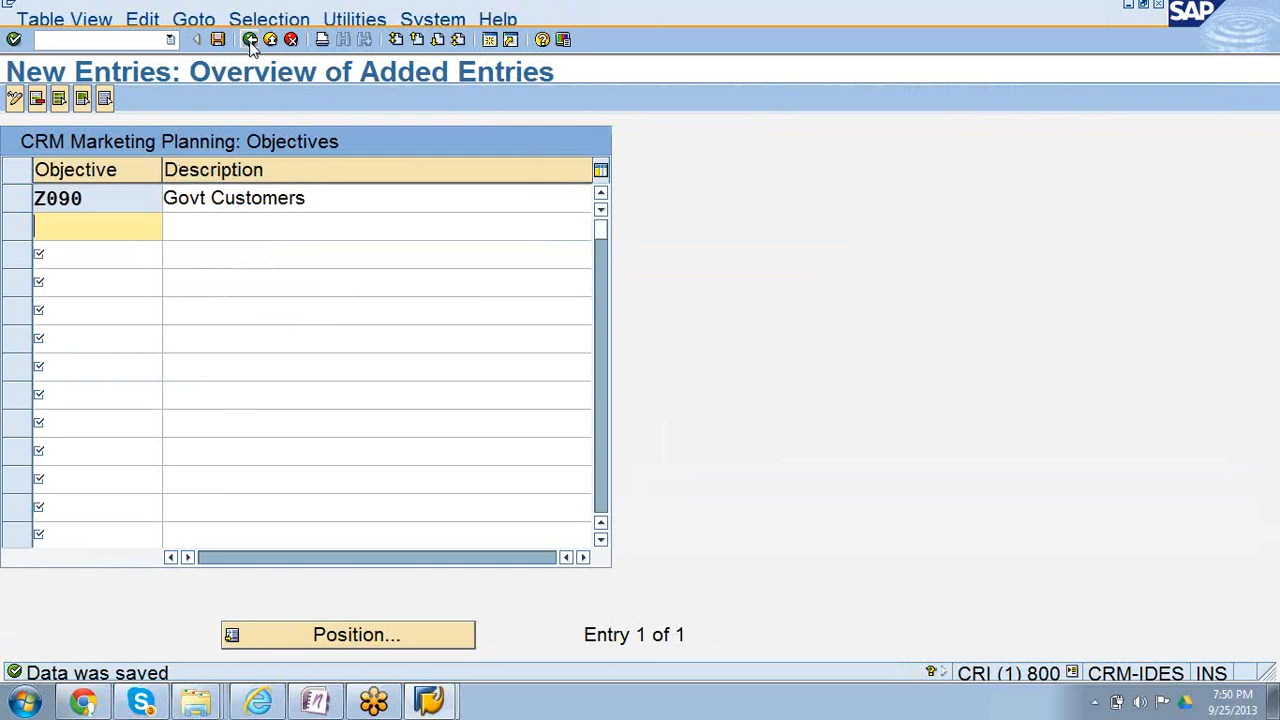 Table View Edit Goto Selection Utilities System Help
SAP
New Entries: Overview of Added Entries
CRM Marketing Planning: Objectives
Objective Description
Z090 Govt Customers
Position... Entry 1 of 1
Data was saved CRI (1) 800 CRM-IDES INS
7:50 PM
9/25/2013